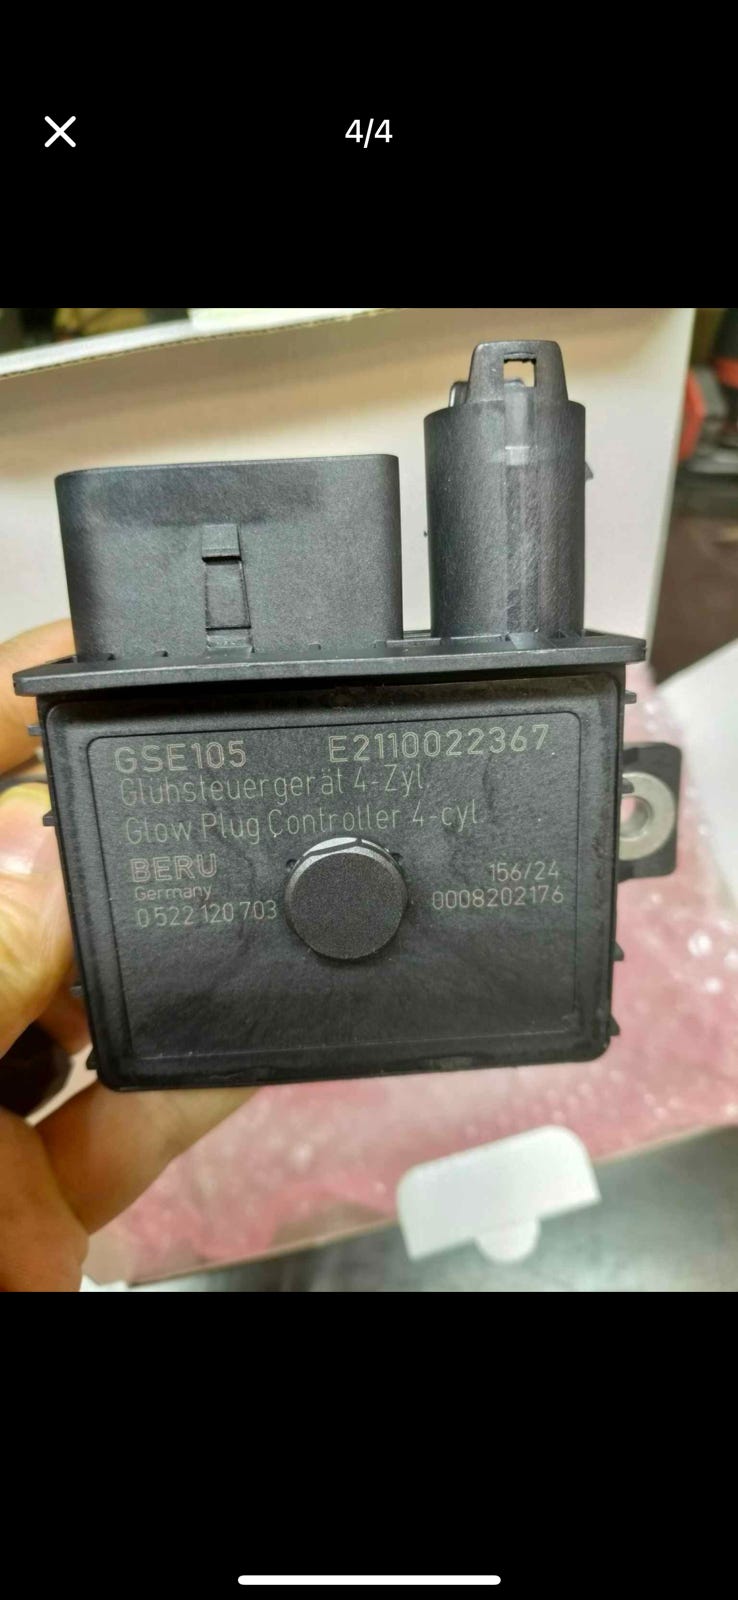 4/4
GSE105 E2110022367
Glühsteuergerät 4-Zyl.
Glow Plug Controller 4-cyl.
BERU 156/24
Germany 0008202176
0 522 120 703